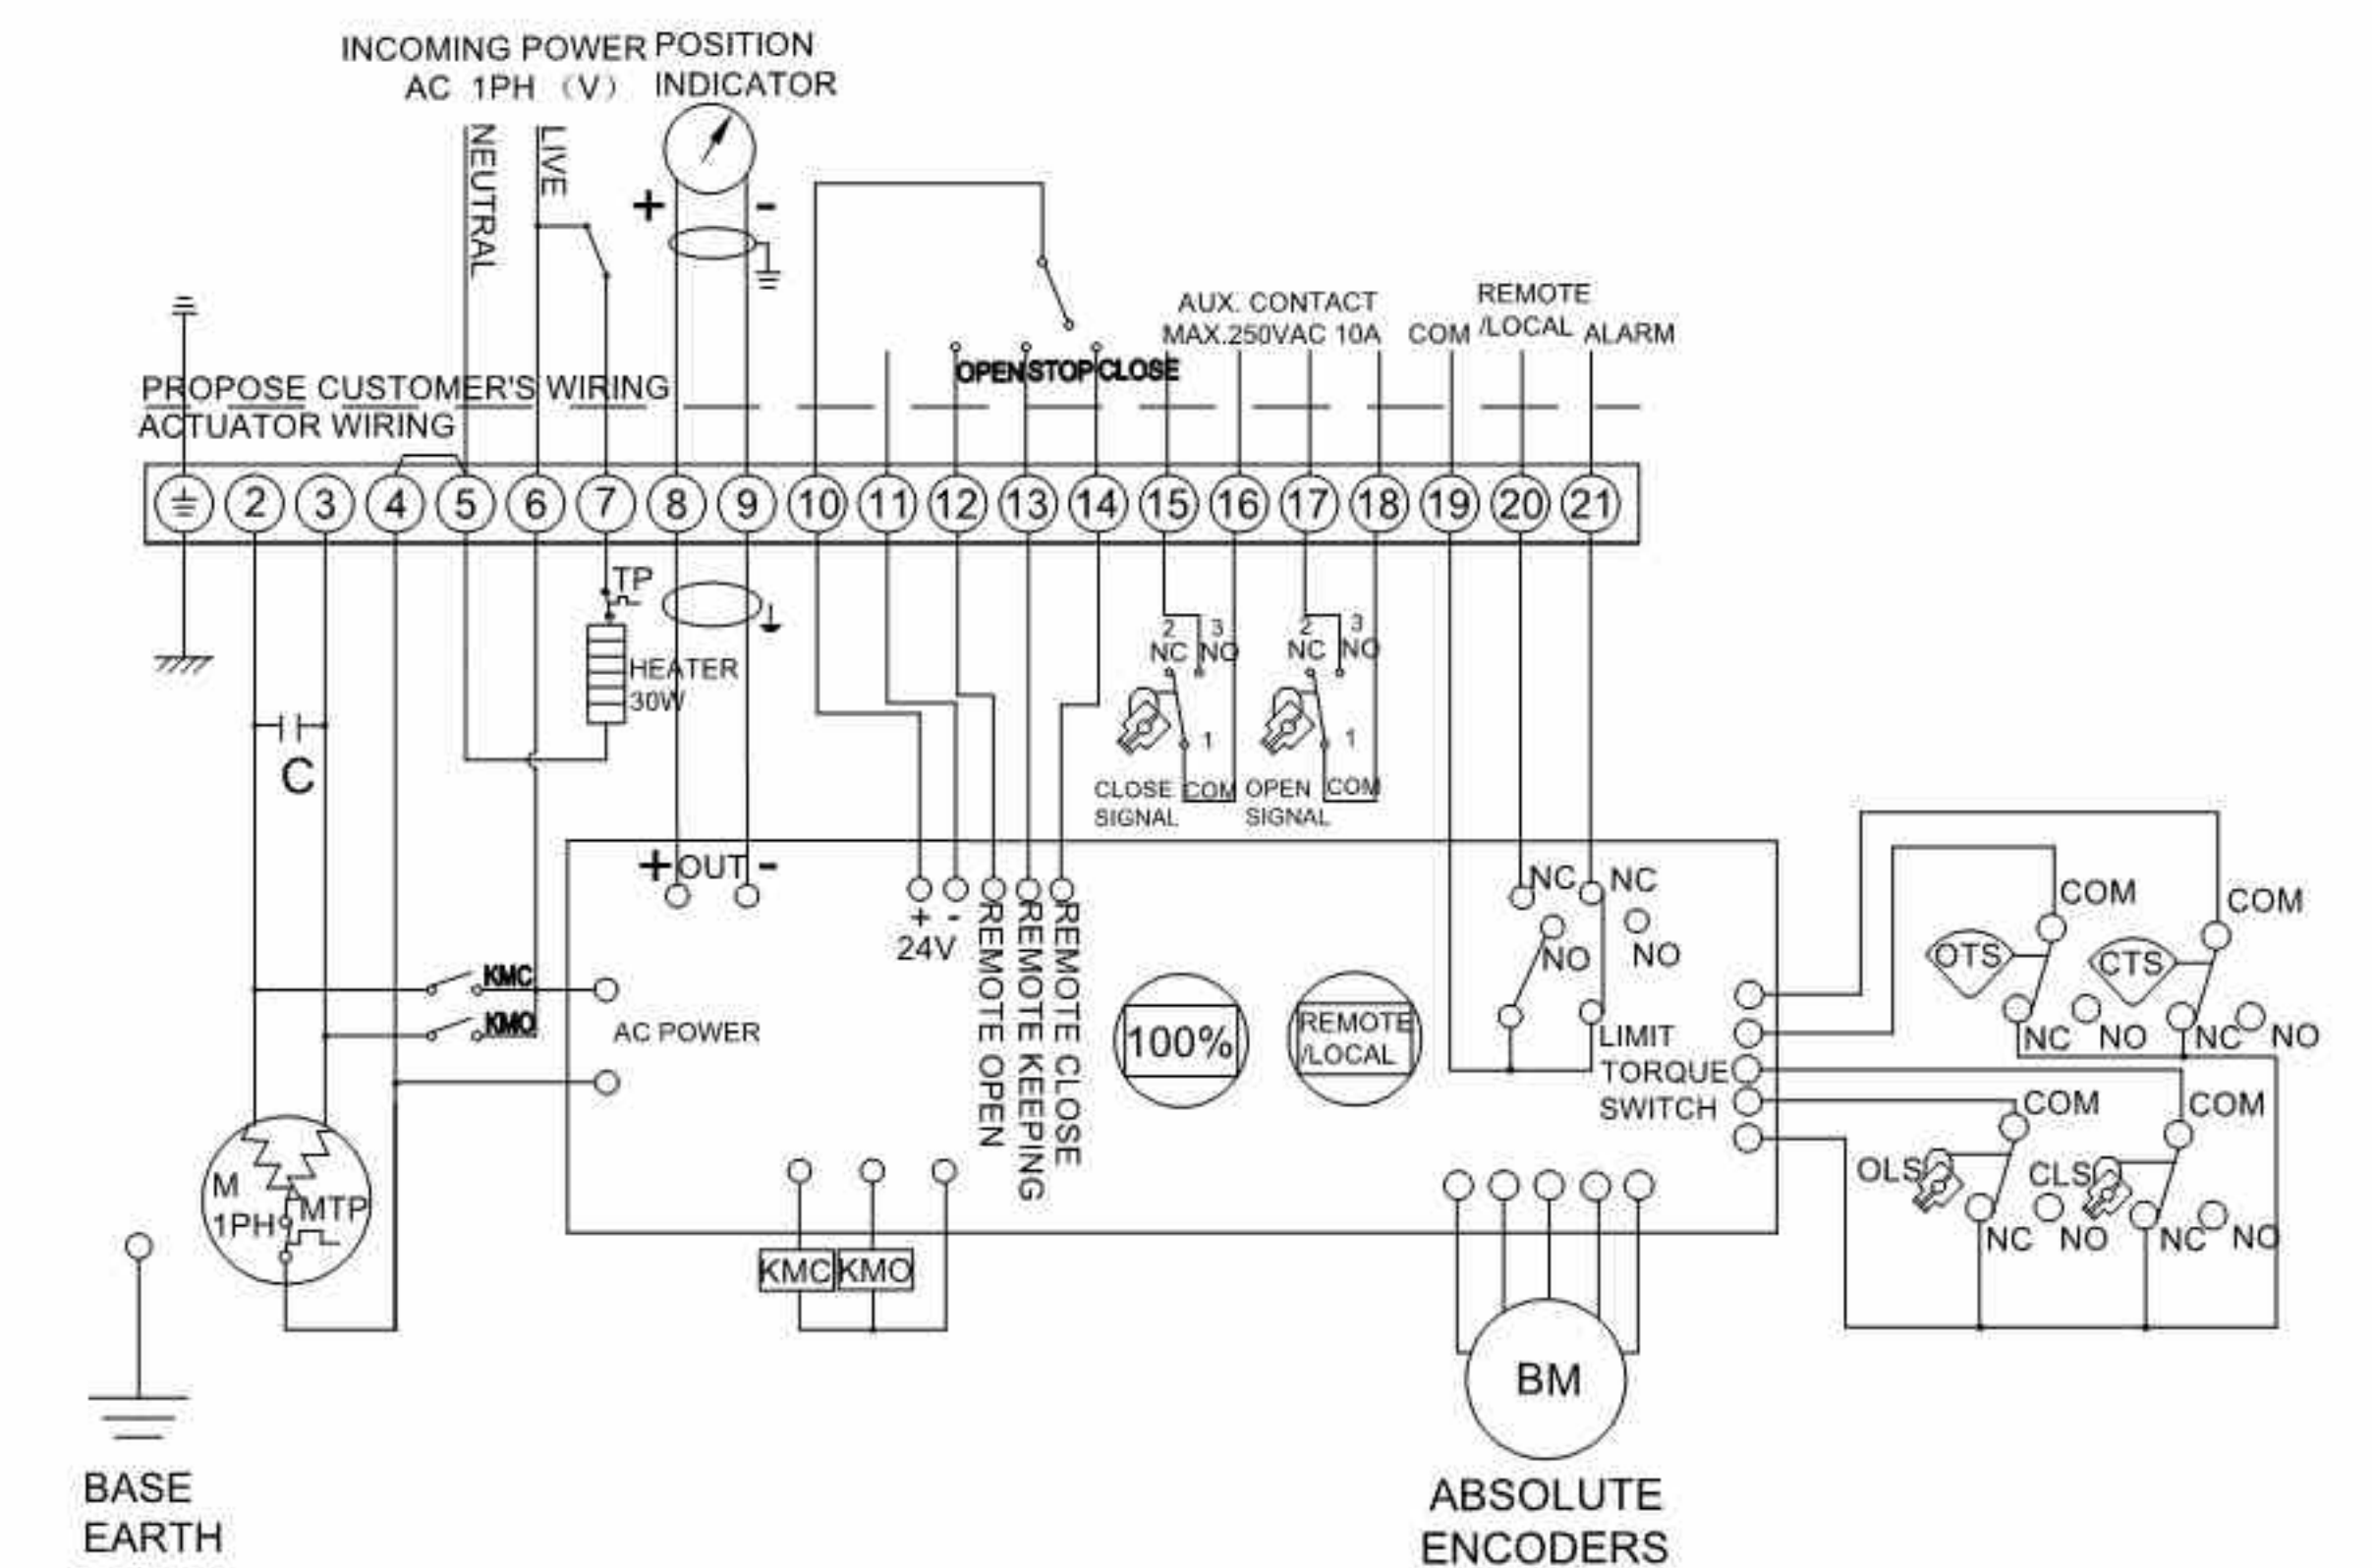 INCOMING POWER
AC 1PH (V)
POSITION
INDICATOR
NEUTRAL
LIVE
+
-
AUX. CONTACT
MAX.250VAC 10A
COM
REMOTE
/LOCAL
ALARM
OPEN STOP CLOSE
PROPOSE CUSTOMER'S WIRING
ACTUATOR WIRING
2 3 4 5 6 7 8 9 10 11 12 13 14 15 16 17 18 19 20 21
TP
HEATER
30W
C
2 3
NC NO
1
CLOSE COM
SIGNAL
2 3
NC NO
1
OPEN COM
SIGNAL
+ OUT -
+ -
24V
REMOTE OPEN
REMOTE KEEPING
REMOTE CLOSE
KMC
KMO
AC POWER
100%
REMOTE
/LOCAL
NC
NO
NC
NO
LIMIT
TORQUE
SWITCH
COM
OTS
NC
NO
COM
CTS
NC
NO
COM
OLS
NC
NO
COM
CLS
NC
NO
M
1PH
MTP
KMC
KMO
BM
ABSOLUTE
ENCODERS
BASE
EARTH